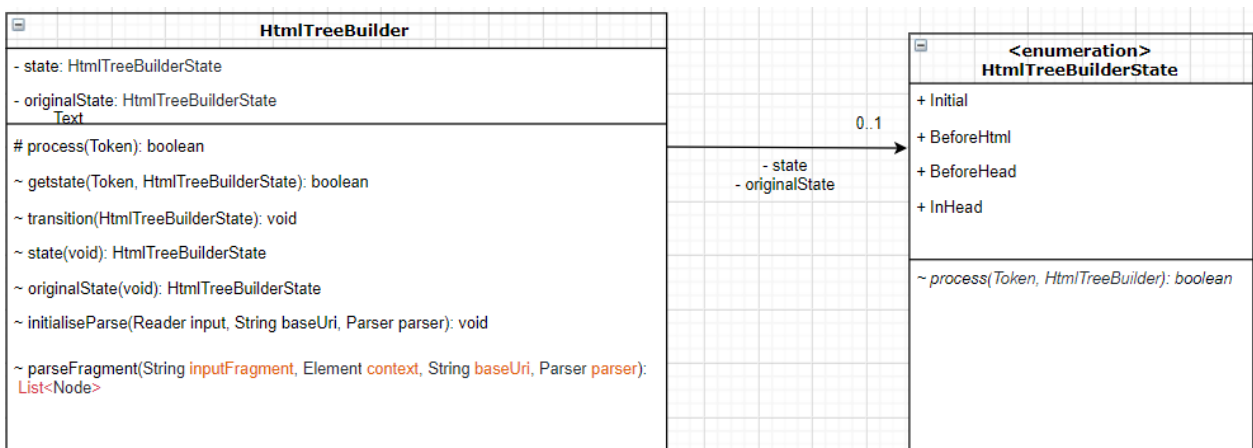 HtmlTreeBuilder
- state: HtmlTreeBuilderState
- originalState: HtmlTreeBuilderState
Text
# process(Token): boolean
~ getstate(Token, HtmlTreeBuilderState): boolean
~ transition(HtmlTreeBuilderState): void
~ state(void): HtmlTreeBuilderState
~ originalState(void): HtmlTreeBuilderState
~ initialiseParse(Reader input, String baseUri, Parser parser): void
~ parseFragment(String inputFragment, Element context, String baseUri, Parser parser):
List<Node>
0..1
- state
- originalState
<enumeration>
HtmlTreeBuilderState
+ Initial
+ BeforeHtml
+ BeforeHead
+ InHead
~ process(Token, HtmlTreeBuilder): boolean